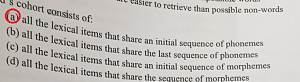 easier to retrieve than possible non-words
's cohort consists of:
(a) all the lexical items that share an initial sequence of phonemes
(b) all the lexical items that share the last sequence of phonemes
(c) all the lexical items that share an initial sequence of morphemes
(d) all the lexical items that share the sequence of morphemes